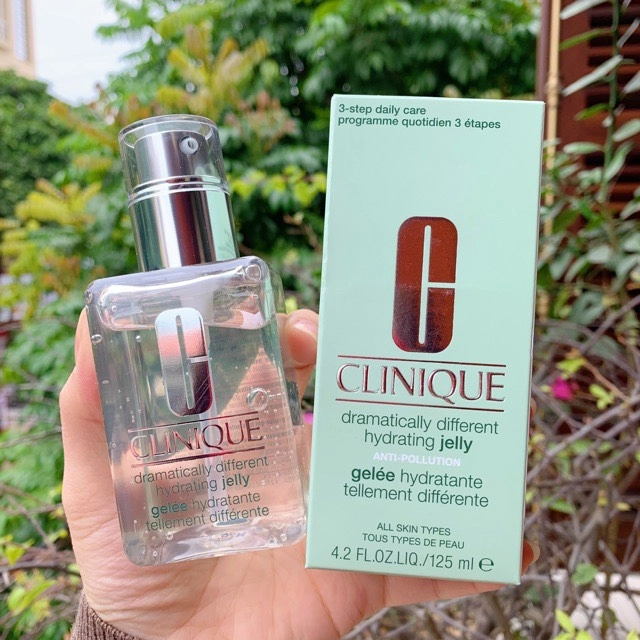 C
CLINIQUE
dramatically different
hydrating jelly
gelée hydratante
tellement différente
3-step daily care
programme quotidien 3 étapes
C
CLINIQUE
dramatically different
hydrating jelly
ANTI-POLLUTION
gelée hydratante
tellement différente
ALL SKIN TYPES
TOUS TYPES DE PEAU
4.2 FL.OZ.LIQ./125 ml e